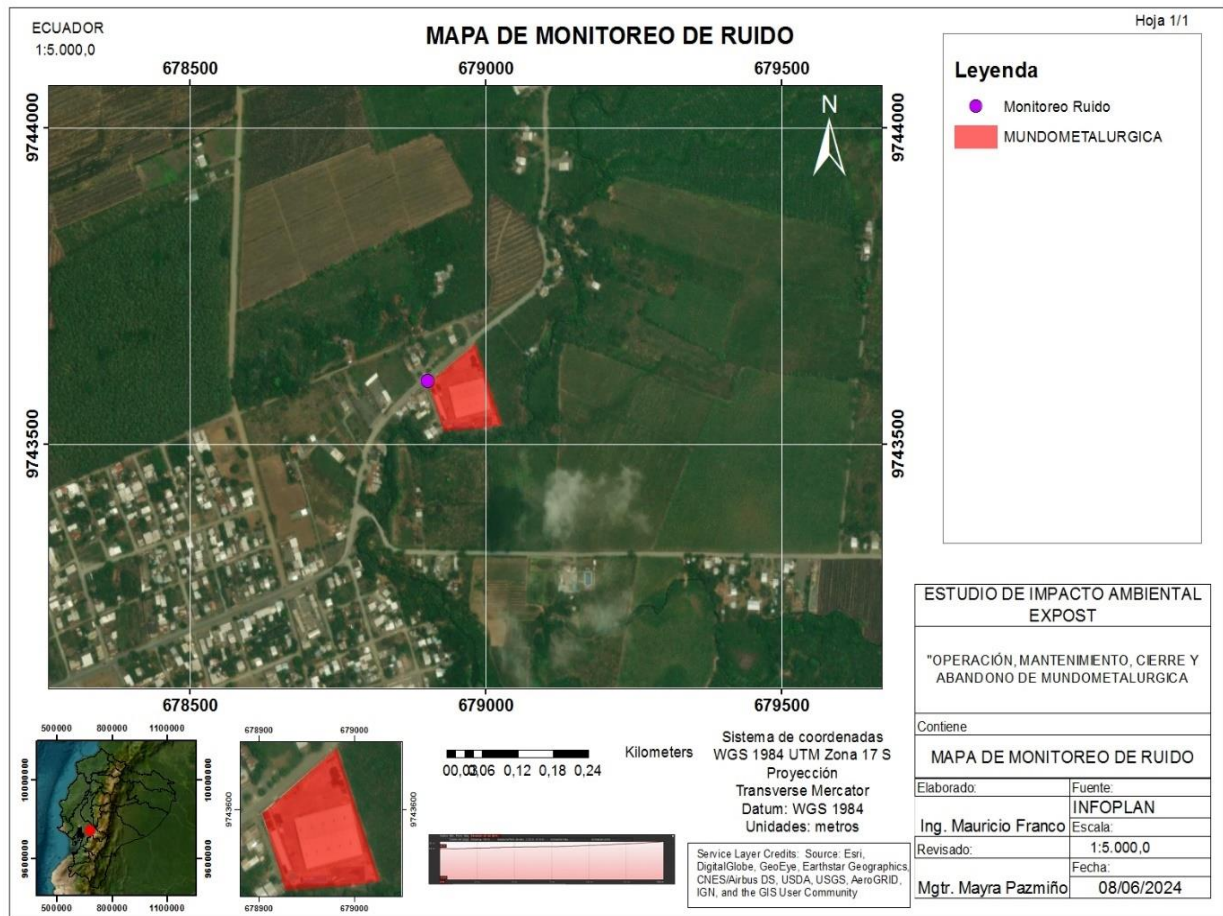 ECUADOR
1:5.000,0
MAPA DE MONITOREO DE RUIDO
Hoja 1/1
678500
679000
679500
9744000
9744000
9743500
9743500
678500
679000
679500
N
Leyenda
Monitoreo Ruido
MUNDOMETALURGICA
ESTUDIO DE IMPACTO AMBIENTAL
EXPOST
"OPERACIÓN, MANTENIMIENTO, CIERRE Y
ABANDONO DE MUNDOMETALURGICA
Contiene
MAPA DE MONITOREO DE RUIDO
Elaborado:
Ing. Mauricio Franco
Revisado:
Mgtr. Mayra Pazmiño
Fuente:
INFOPLAN
Escala:
1:5.000,0
Fecha:
08/06/2024
500000
800000
1100000
10000000
10000000
9600000
9600000
500000
800000
1100000
678900
679000
9743600
9743600
678900
679000
Kilometers
00,030,06 0,12 0,18 0,24
Sistema de coordenadas
WGS 1984 UTM Zona 17 S
Proyección
Transverse Mercator
Datum: WGS 1984
Unidades: metros
Service Layer Credits: Source: Esri,
DigitalGlobe, GeoEye, Earthstar Geographics,
CNES/Airbus DS, USDA, USGS, AeroGRID,
IGN, and the GIS User Community